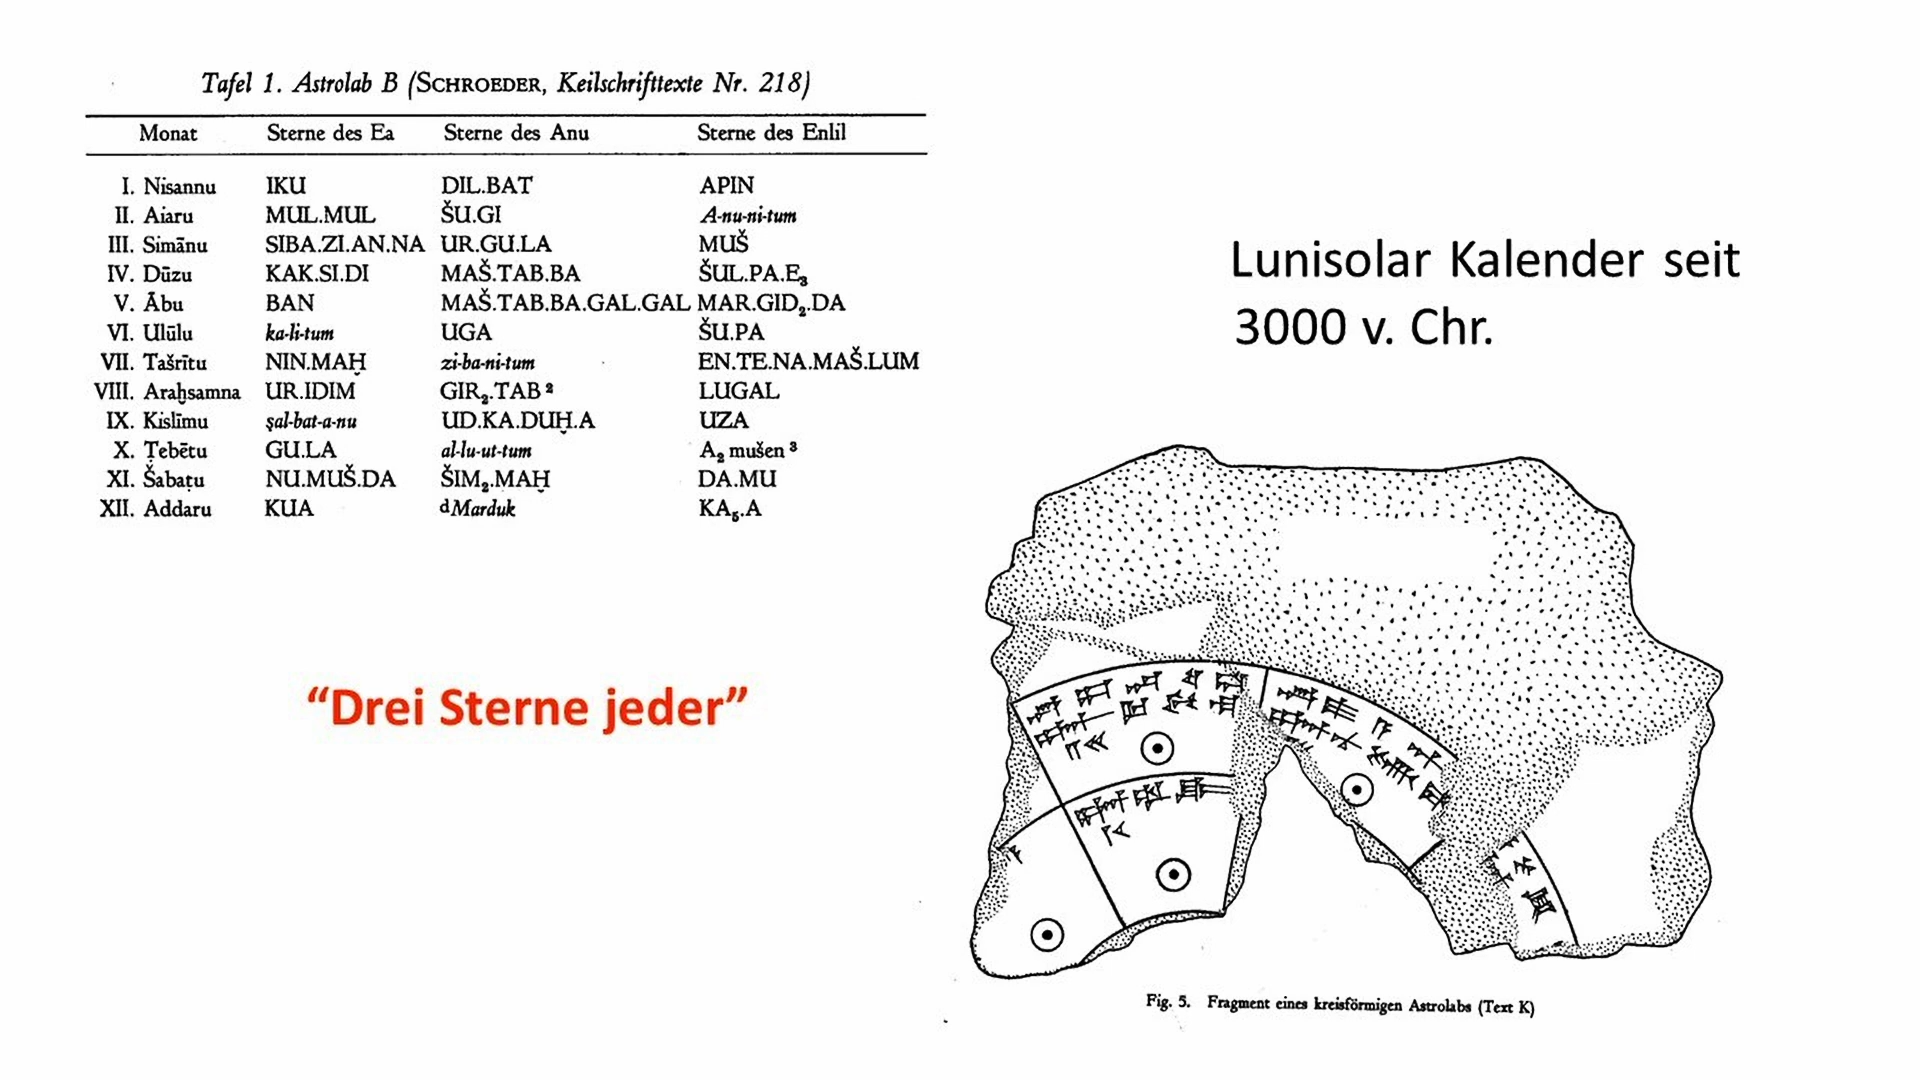 Tafel 1. Astrolab B (SCHROEDER, Keilschrifttexte Nr. 218)
Monat Sterne des Ea Sterne des Anu Sterne des Enlil
I. Nisannu IKU DIL.BAT APIN
II. Aiaru MUL.MUL ŠU.GI A-nu-ni-tum
III. Simānu SIBA.ZI.AN.NA UR.GU.LA MUŠ
IV. Dūzu KAK.SI.DI MAŠ.TAB.BA ŠUL.PA.E₃
V. Ābu BAN MAŠ.TAB.BA.GAL.GAL MAR.GID₂.DA
VI. Ulūlu ka-li-tum UGA ŠU.PA
VII. Tašrītu NIN.MAḪ zi-ba-ni-tum EN.TE.NA.MAŠ.LUM
VIII. Araḫsamna UR.IDIM GIR₂.TAB² LUGAL
IX. Kislīmu ṣal-bat-a-nu UD.KA.DUḪ.A UZA
X. Ṭebētu GU.LA al-lu-ut-tum A₂ mušen³
XI. Šabaṭu NU.MUŠ.DA ŠIM₂.MAḪ DA.MU
XII. Addaru KUA ᵈMarduk KA₅.A
Lunisolar Kalender seit
3000 v. Chr.
“Drei Sterne jeder”
Fig. 5. Fragment eines kreisförmigen Astrolabs (Text K)